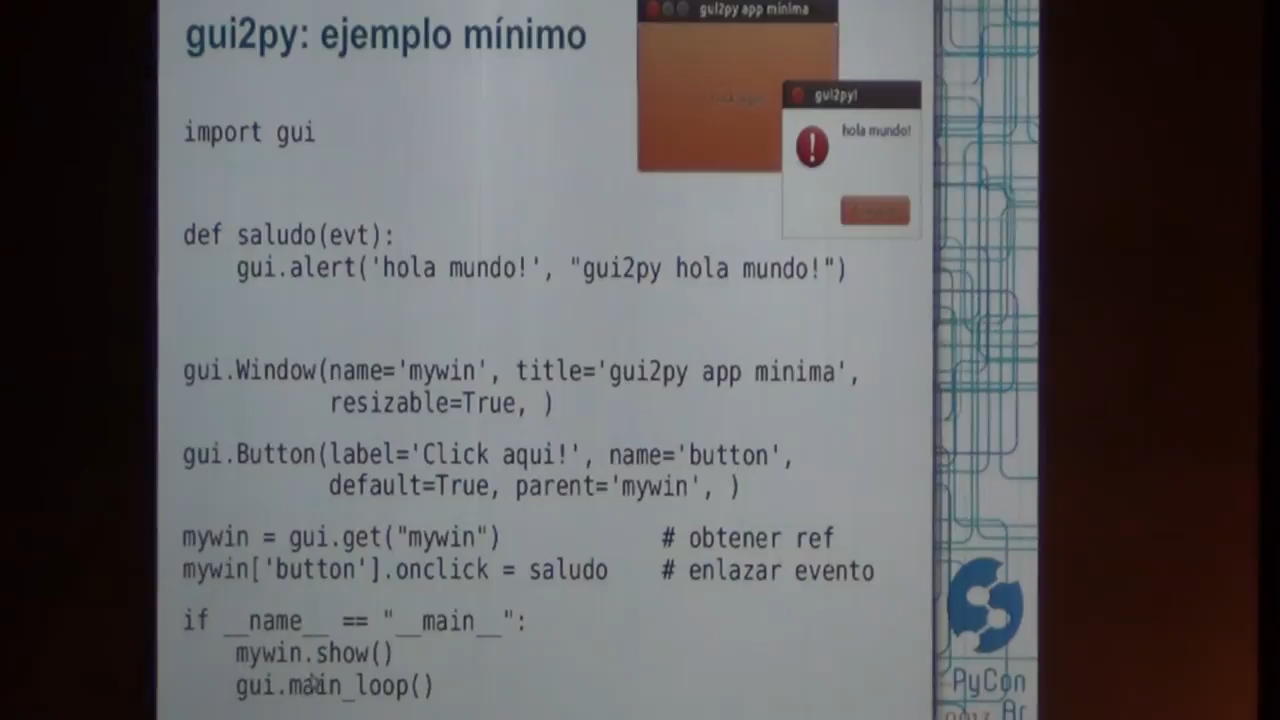 gui2py: ejemplo mínimo
gui2py app minima
gui2py!
hola mundo!
import gui
def saludo(evt):
gui.alert('hola mundo!', "gui2py hola mundo!")
gui.Window(name='mywin', title='gui2py app minima',
resizable=True, )
gui.Button(label='Click aqui!', name='button',
default=True, parent='mywin', )
mywin = gui.get("mywin") # obtener ref
mywin['button'].onclick = saludo # enlazar evento
if __name__ == "__main__":
mywin.show()
gui.main_loop()
PyCon
Ar